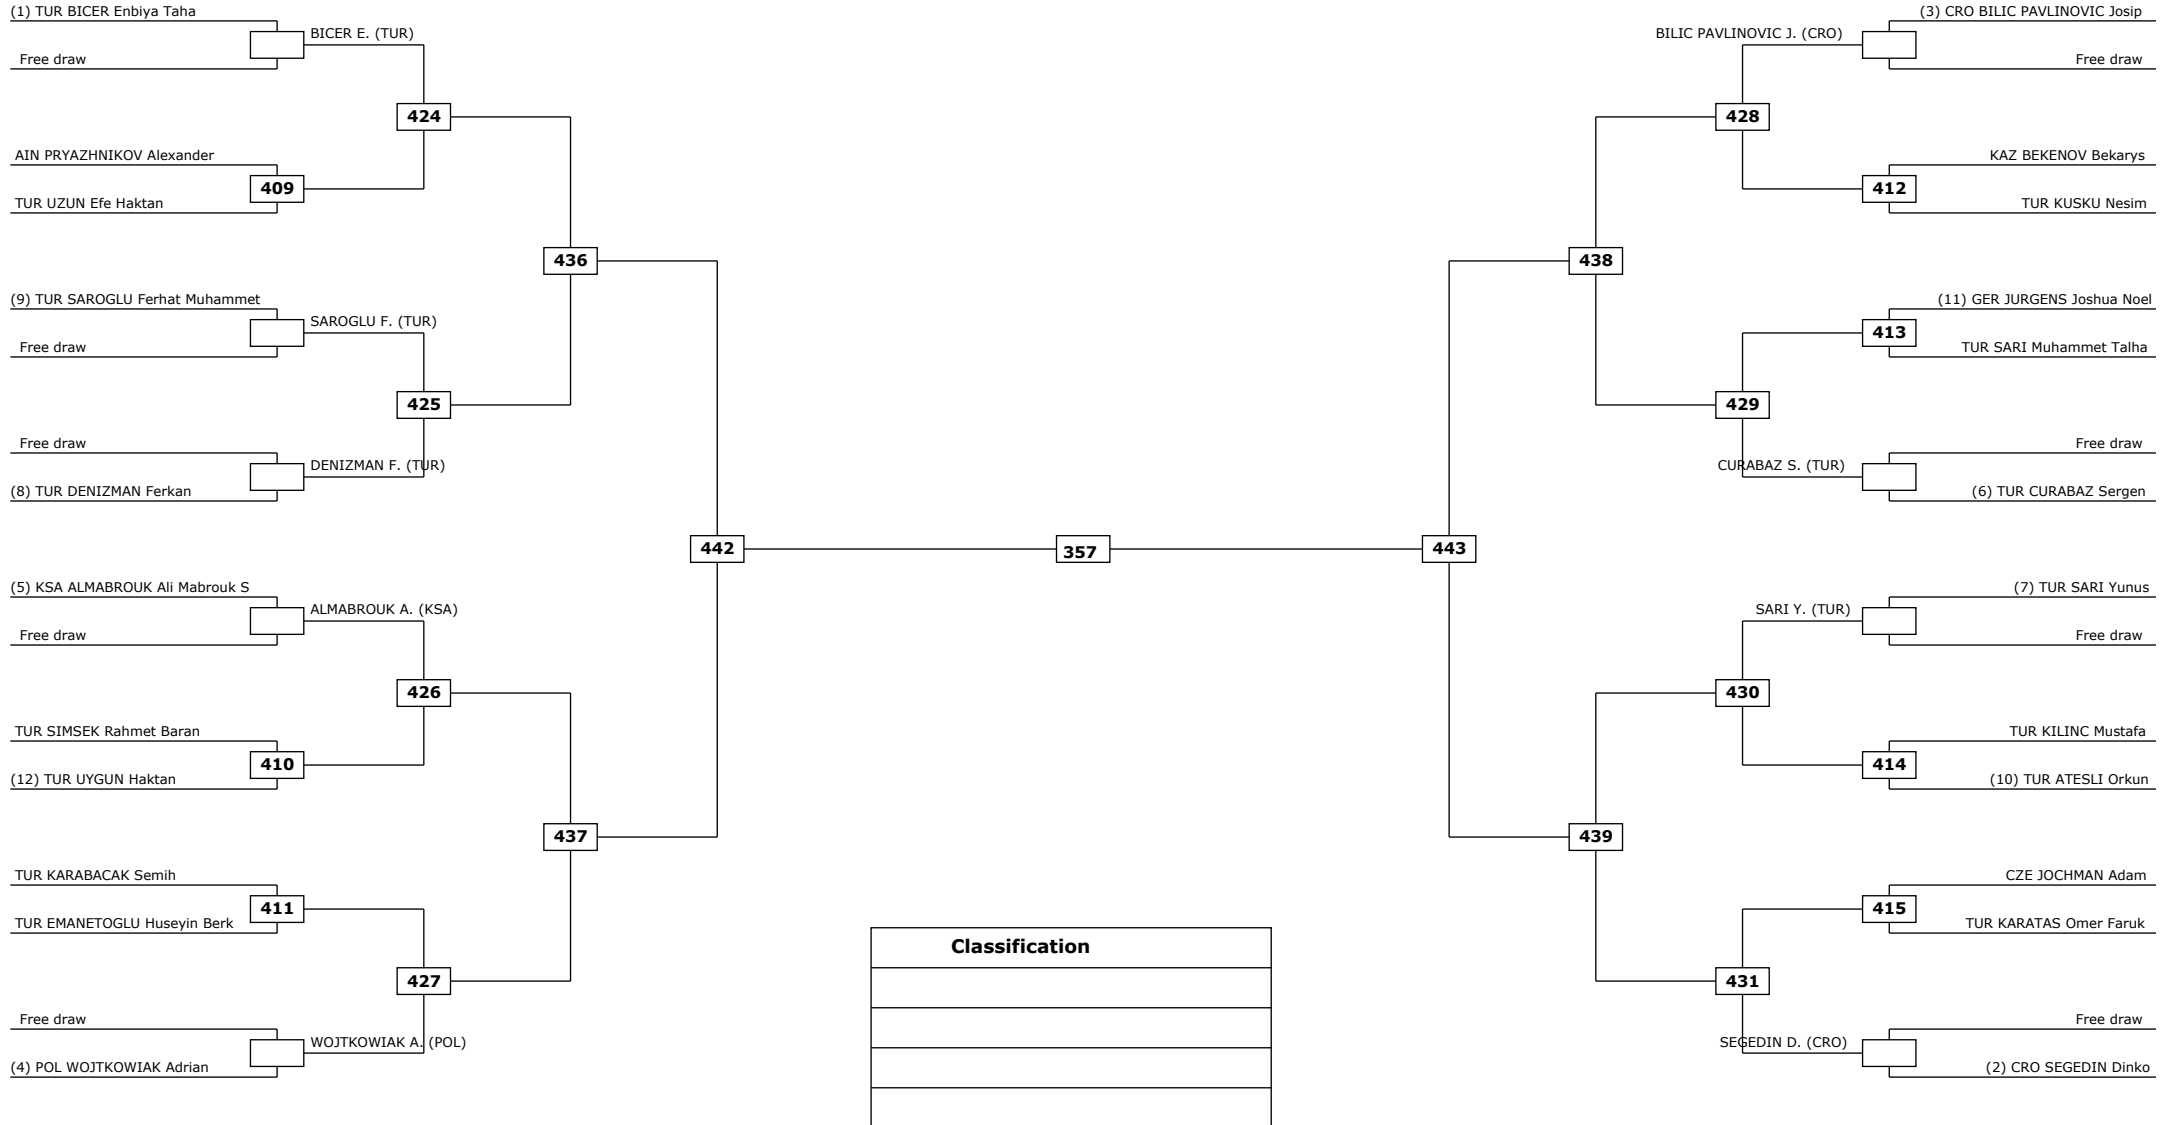 (1) TUR BICER Enbiya Taha
BICER E. (TUR)
Free draw
424
AIN PRYAZHNIKOV Alexander
409
TUR UZUN Efe Haktan
436
(9) TUR SAROGLU Ferhat Muhammet
SAROGLU F. (TUR)
Free draw
425
Free draw
DENIZMAN F. (TUR)
(8) TUR DENIZMAN Ferkan
442
(5) KSA ALMABROUK Ali Mabrouk S
ALMABROUK A. (KSA)
Free draw
426
TUR SIMSEK Rahmet Baran
410
(12) TUR UYGUN Haktan
437
TUR KARABACAK Semih
411
TUR EMANETOGLU Huseyin Berk
427
Free draw
WOJTKOWIAK A. (POL)
(4) POL WOJTKOWIAK Adrian
357
Classification
(3) CRO BILIC PAVLINOVIC Josip
BILIC PAVLINOVIC J. (CRO)
Free draw
428
KAZ BEKENOV Bekarys
412
TUR KUSKU Nesim
438
(11) GER JURGENS Joshua Noel
413
TUR SARI Muhammet Talha
429
Free draw
CURABAZ S. (TUR)
(6) TUR CURABAZ Sergen
443
(7) TUR SARI Yunus
SARI Y. (TUR)
Free draw
430
TUR KILINC Mustafa
414
(10) TUR ATESLI Orkun
439
CZE JOCHMAN Adam
415
TUR KARATAS Omer Faruk
431
Free draw
SEGEDIN D. (CRO)
(2) CRO SEGEDIN Dinko